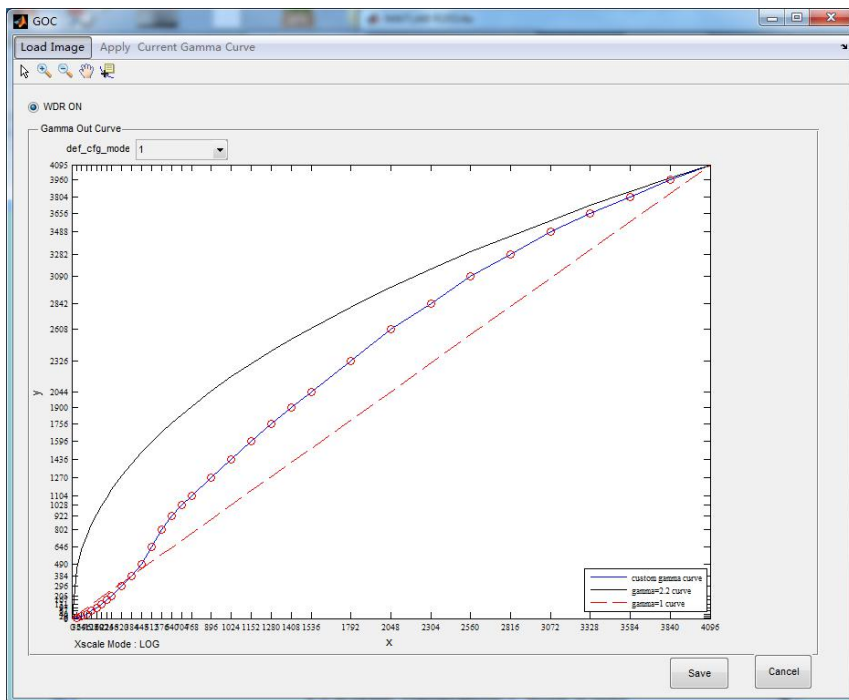 GOC
Load Image Apply Current Gamma Curve
WDR ON
Gamma Out Curve
def_cfg_mode 1
4095
3960
3804
3656
3488
3282
3090
2842
2608
2326
2044
1900
1756
1596
1436
1270
1104
1028
922
802
646
490
384
296
y
custom gamma curve
gamma=2.2 curve
gamma=1 curve
768 896 1024 1152 1280 1408 1536 1792 2048 2304 2560 2816 3072 3328 3584 3840 4095
Xscale Mode : LOG
X
Save Cancel